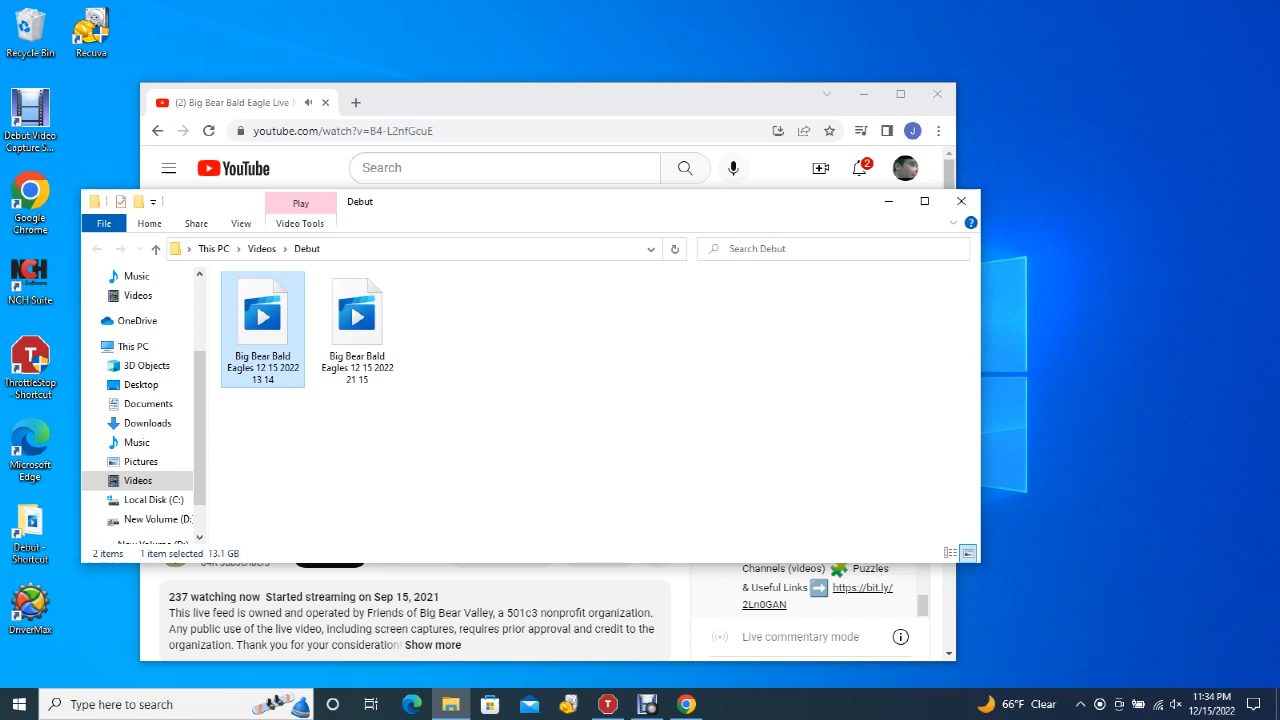 Recycle Bin
Recuva
Debut Video
Capture S...
Google
Chrome
NCH
Software
NCH Suite
T
ThrottleStop
- Shortcut
Microsoft
Edge
Debut -
Shortcut
DriverMax
(2) Big Bear Bald Eagle Live
youtube.com/watch?v=B4-L2nfGcuE
J
YouTube
Search
2
Play
Debut
File
Home
Share
View
Video Tools
This PC
Videos
Debut
Search Debut
Music
Videos
OneDrive
This PC
3D Objects
Desktop
Documents
Downloads
Music
Pictures
Videos
Local Disk (C:)
New Volume (D:
Big Bear Bald
Eagles 12 15 2022
13 14
Big Bear Bald
Eagles 12 15 2022
21 15
2 items
1 item selected 13.1 GB
237 watching now Started streaming on Sep 15, 2021
This live feed is owned and operated by Friends of Big Bear Valley, a 501c3 nonprofit organization.
Any public use of the live video, including screen captures, requires prior approval and credit to the
organization. Thank you for your consideration! Show more
Channels (videos) Puzzles
& Useful Links https://bit.ly/
2Ln0GAN
Live commentary mode
Type here to search
T
66°F Clear
11:34 PM
12/15/2022